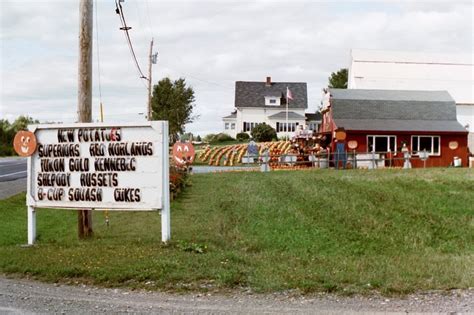 NEW POTATOES
SUPERIORS RED NORLANDS
YUKON GOLD KENNEBEC
SHEPODY RUSSETS
B-CUP SQUASH CUKES